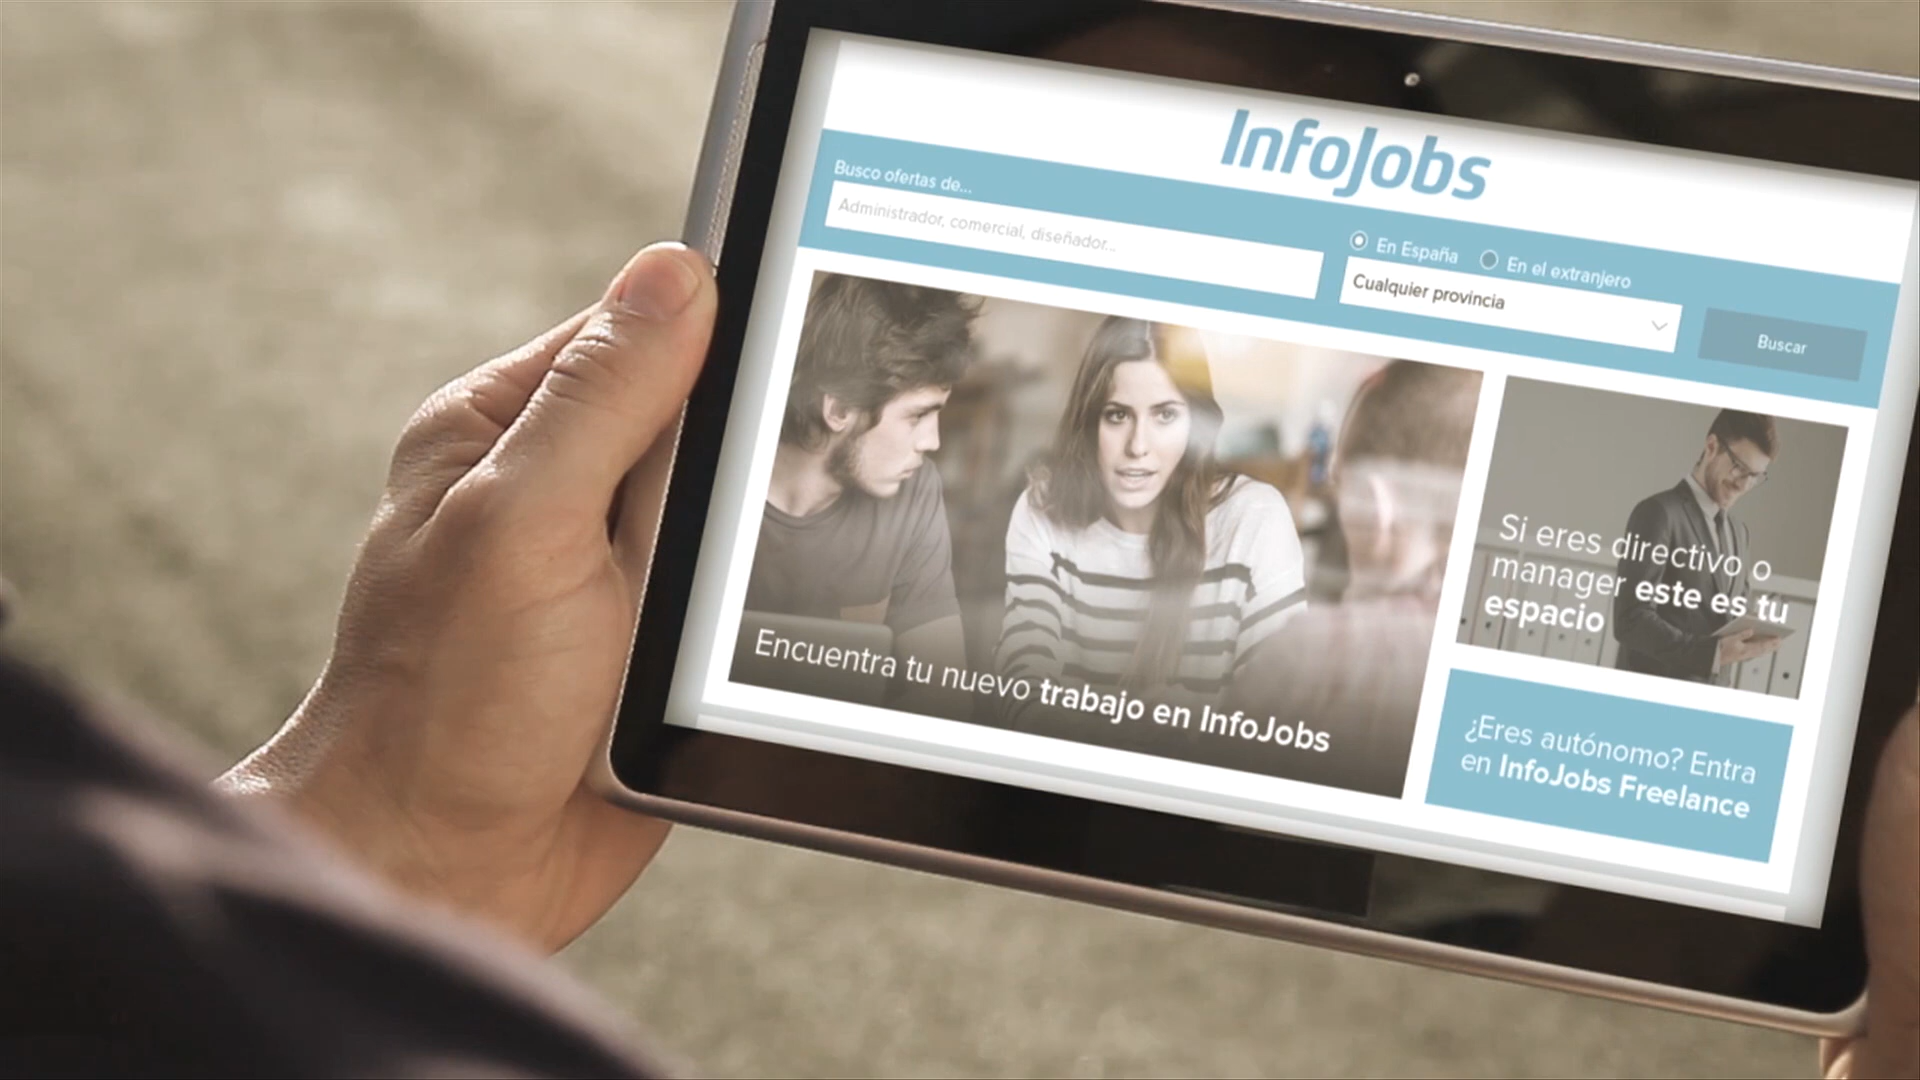 InfoJobs
Busco ofertas de...
Administrador, comercial, diseñador...
En España
En el extranjero
Cualquier provincia
Buscar
Encuentra tu nuevo trabajo en InfoJobs
Si eres directivo o
manager este es tu
espacio
¿Eres autónomo? Entra
en InfoJobs Freelance